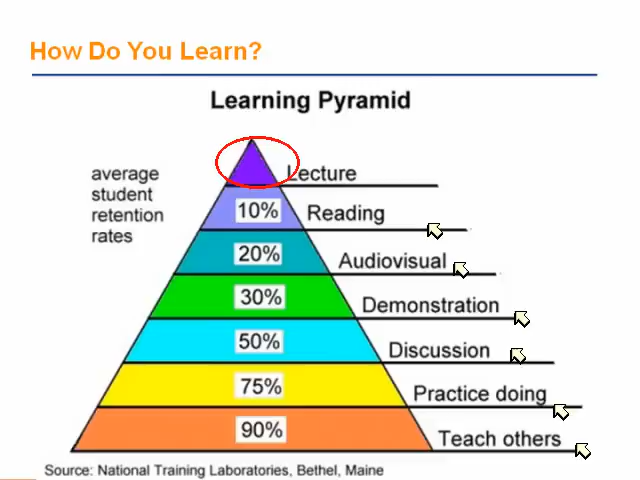 How Do You Learn?
Learning Pyramid
average
student
retention
rates
Lecture
10% Reading
20% Audiovisual
30% Demonstration
50% Discussion
75% Practice doing
90% Teach others
Source: National Training Laboratories, Bethel, Maine